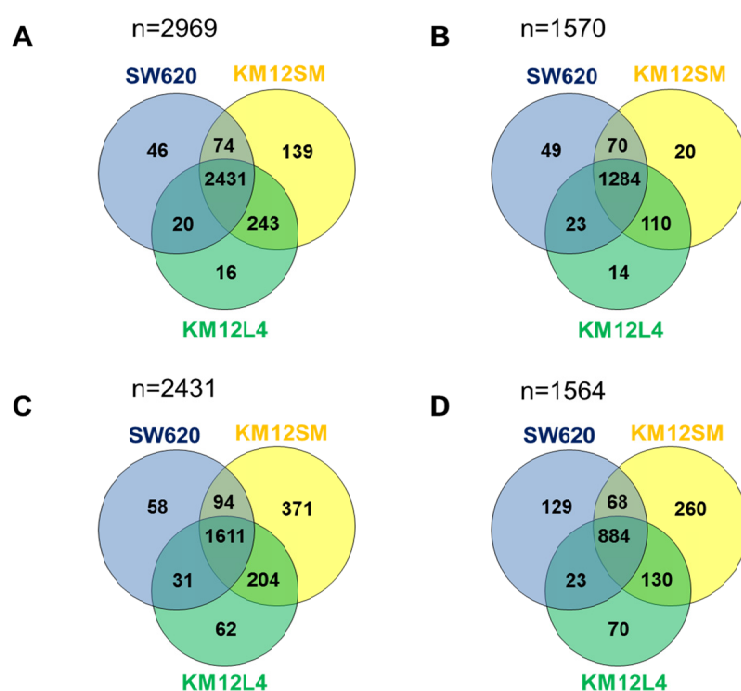 A
n=2969
SW620
KM12SM
46
74
139
2431
20
243
16
KM12L4
B
n=1570
SW620
KM12SM
49
70
20
1284
23
110
14
KM12L4
C
n=2431
SW620
KM12SM
58
94
371
1611
31
204
62
KM12L4
D
n=1564
SW620
KM12SM
129
68
260
884
23
130
70
KM12L4